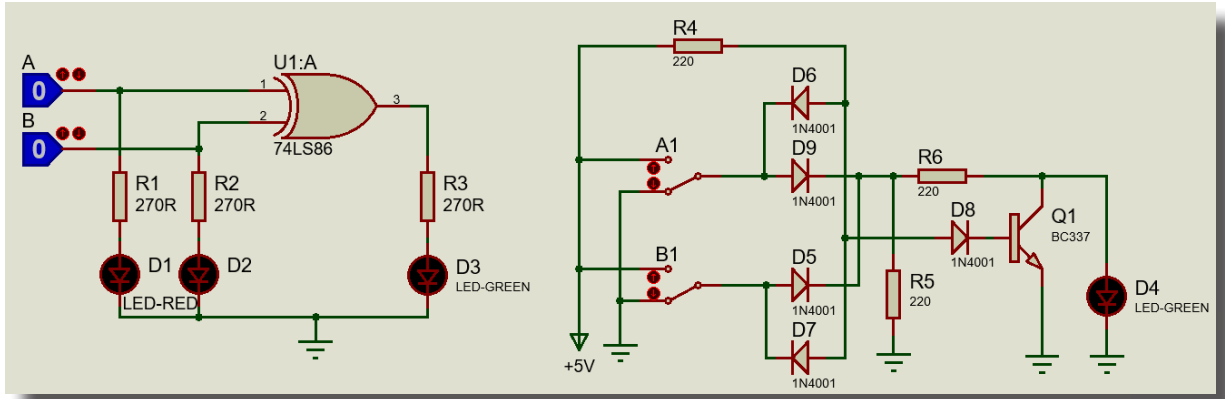 A
0
B
0
U1:A
1
2
3
74LS86
R1
270R
R2
270R
R3
270R
D1
D2
LED-RED
D3
LED-GREEN
R4
220
D6
1N4001
A1
D9
1N4001
R6
220
D8
1N4001
Q1
BC337
B1
D5
1N4001
R5
220
D4
LED-GREEN
D7
1N4001
+5V